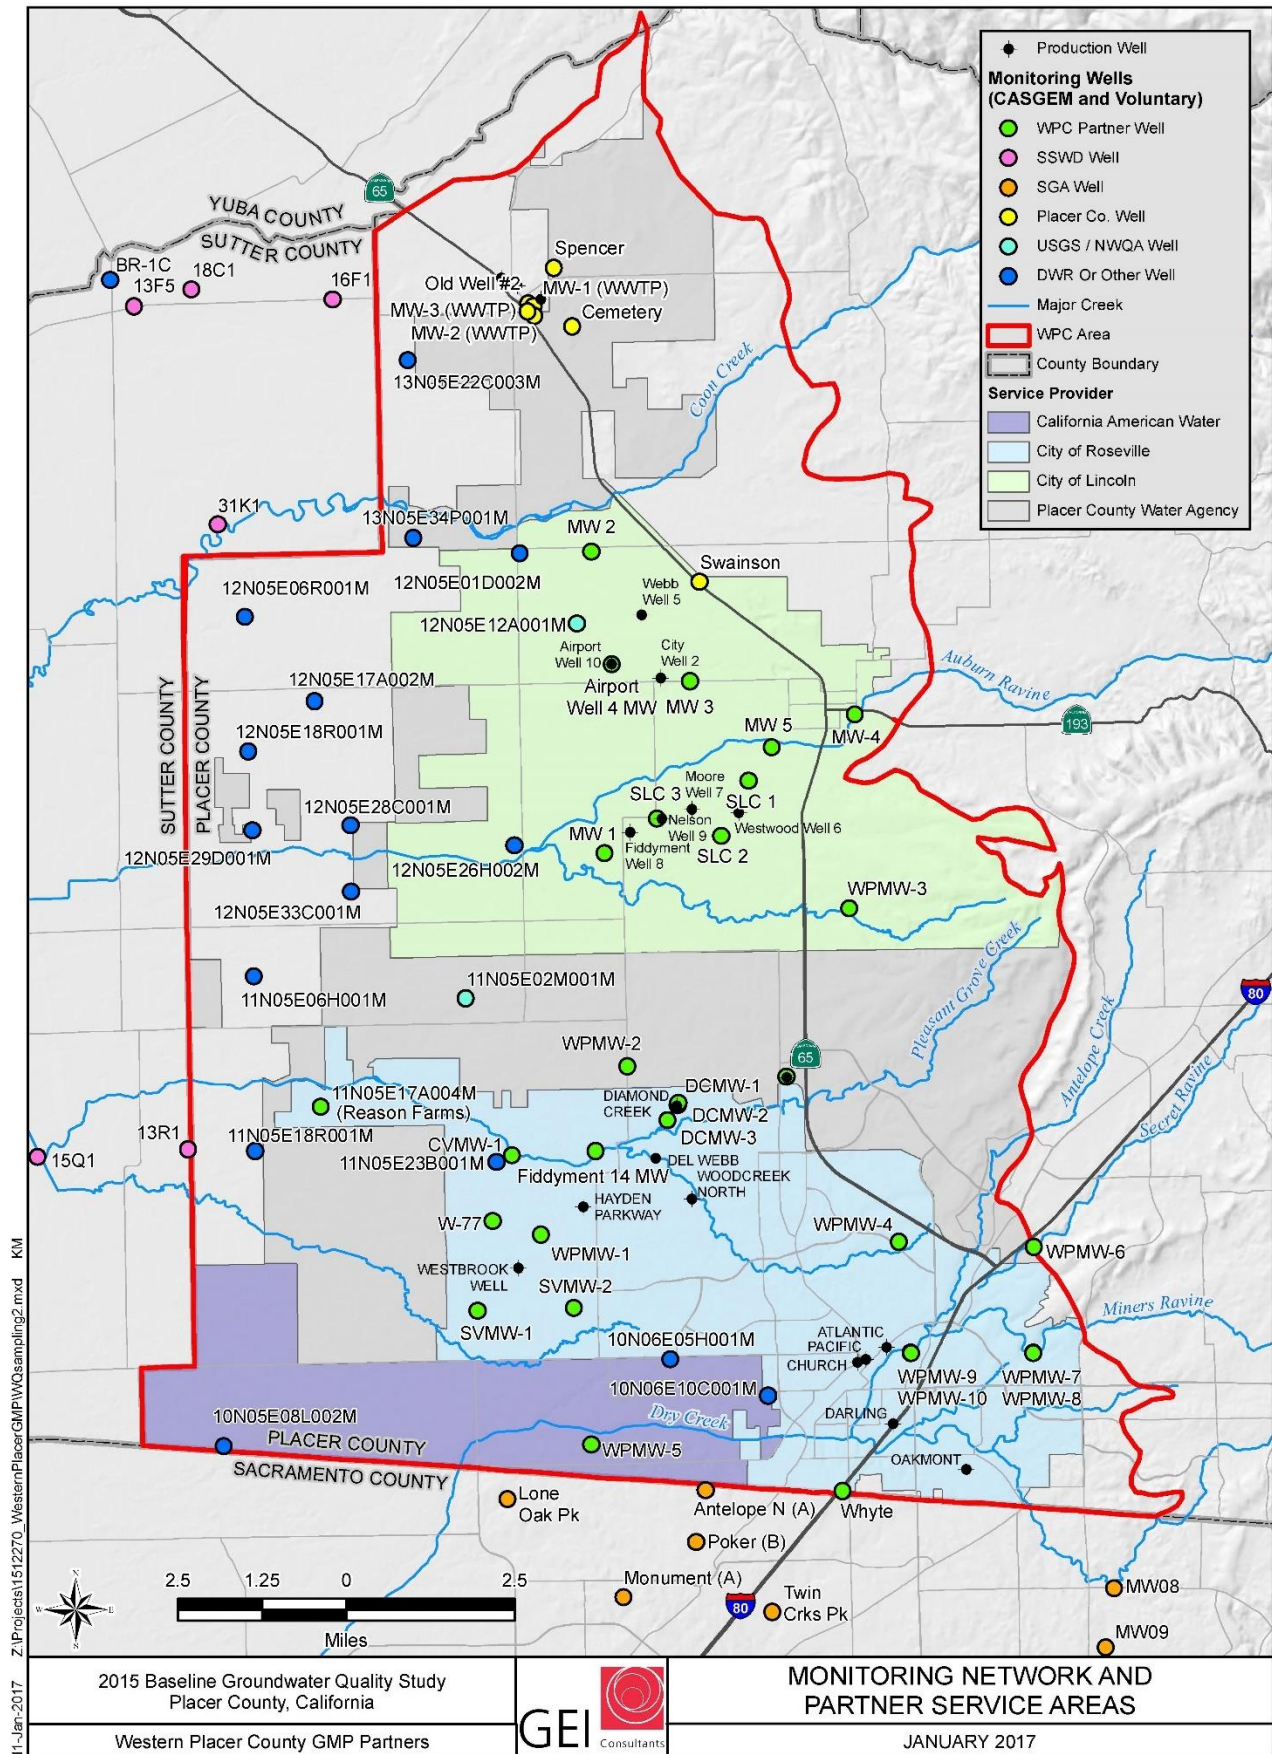 Production Well
Monitoring Wells
(CASGEM and Voluntary)
WPC Partner Well
SSWD Well
SGA Well
Placer Co. Well
USGS / NWQA Well
DWR Or Other Well
Major Creek
WPC Area
County Boundary
Service Provider
California American Water
City of Roseville
City of Lincoln
Placer County Water Agency
65
YUBA COUNTY
SUTTER COUNTY
BR-1C
13F5
18C1
16F1
Spencer
Old Well #2
MW-1 (WWTP)
MW-3 (WWTP)
Cemetery
MW-2 (WWTP)
13N05E22C003M
Coon Creek
31K1
13N05E34P001M
MW 2
12N05E01D002M
Swainson
12N05E06R001M
Webb
Well 5
12N05E12A001M
Airport
Well 10
City
Well 2
Airport
Well 4 MW
MW 3
Auburn Ravine
12N05E17A002M
193
MW-4
12N05E18R001M
MW 5
SUTTER COUNTY
PLACER COUNTY
Moore
Well 7
SLC 3
SLC 1
12N05E28C001M
Nelson
Well 9
Westwood Well 6
MW 1
Fiddyment
Well 8
SLC 2
12N05E29D001M
12N05E26H002M
12N05E33C001M
WPMW-3
Pleasant Grove Creek
Antelope Creek
Secret Ravine
80
11N05E06H001M
11N05E02M001M
WPMW-2
65
11N05E17A004M
(Reason Farms)
DIAMOND
CREEK
DCMW-1
DCMW-2
DCMW-3
13R1
15Q1
11N05E18R001M
CVMW-1
11N05E23B001M
Fiddyment 14 MW
DEL WEBB
WOODCREEK
NORTH
HAYDEN
PARKWAY
W-77
WPMW-1
WPMW-4
WPMW-6
WESTBROOK
WELL
SVMW-2
SVMW-1
Miners Ravine
10N06E05H001M
ATLANTIC
PACIFIC
CHURCH
WPMW-9
WPMW-10
WPMW-7
WPMW-8
10N06E10C001M
DARLING
Dry Creek
10N05E08L002M
PLACER COUNTY
SACRAMENTO COUNTY
WPMW-5
OAKMONT
Lone
Oak Pk
Antelope N (A)
Whyte
Poker (B)
Monument (A)
80
Twin
Crks Pk
MW08
MW09
N
W
E
S
2.5 1.25 0 2.5
Miles
Z:\Projects\1512270_WesternPlacerGMP\WQsampling2.mxd KM
2015 Baseline Groundwater Quality Study
Placer County, California
Western Placer County GMP Partners
GEI
Consultants
MONITORING NETWORK AND
PARTNER SERVICE AREAS
JANUARY 2017